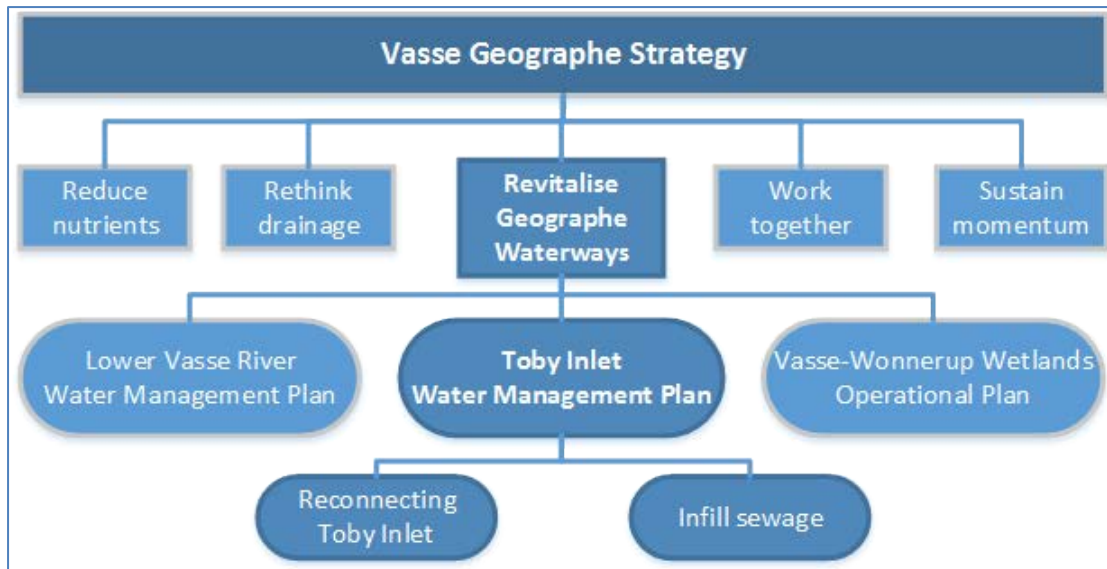 Vasse Geographe Strategy
Reduce
nutrients
Rethink
drainage
Revitalise
Geographe
Waterways
Work
together
Sustain
momentum
Lower Vasse River
Water Management Plan
Toby Inlet
Water Management Plan
Vasse-Wonnerup Wetlands
Operational Plan
Reconnecting
Toby Inlet
Infill sewage